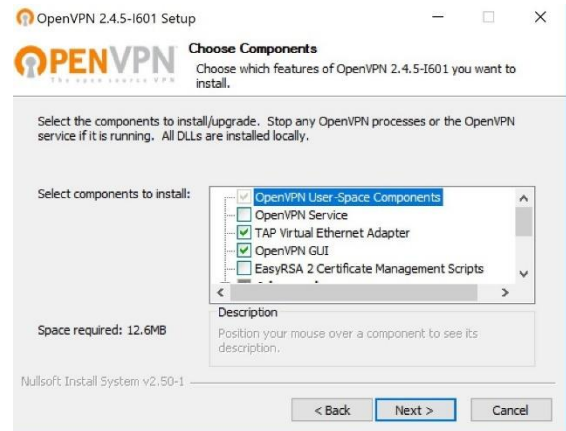 OpenVPN 2.4.5-I601 Setup
OPENVPN
The open source VPN
Choose Components
Choose which features of OpenVPN 2.4.5-I601 you want to
install.
Select the components to install/upgrade. Stop any OpenVPN processes or the OpenVPN
service if it is running. All DLLs are installed locally.
Select components to install:
OpenVPN User-Space Components
OpenVPN Service
TAP Virtual Ethernet Adapter
OpenVPN GUI
EasyRSA 2 Certificate Management Scripts
Space required: 12.6MB
Description
Position your mouse over a component to see its
description.
Nullsoft Install System v2.50-1
< Back
Next >
Cancel